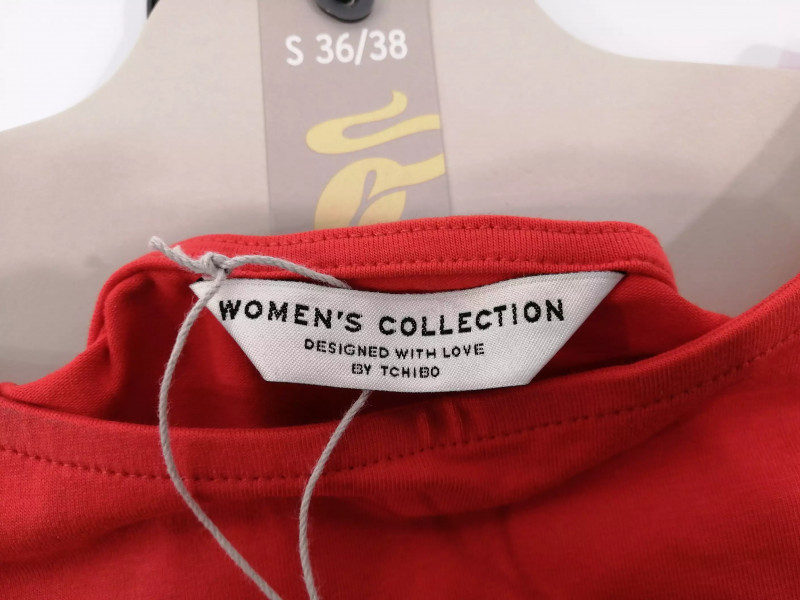 S 36/38
WOMEN'S COLLECTION
DESIGNED WITH LOVE
BY TCHIBO